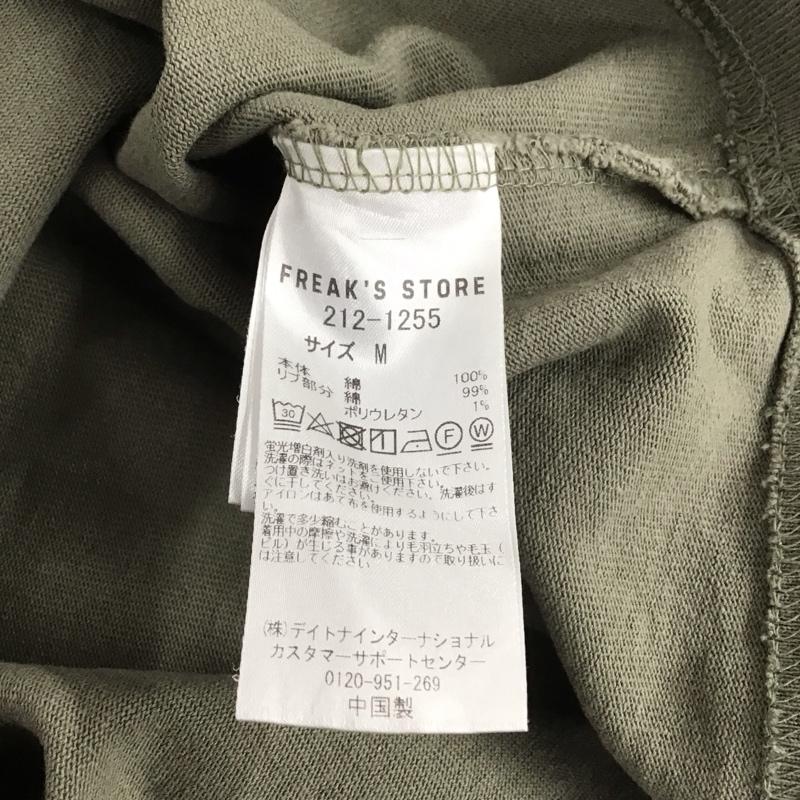 FREAK'S STORE
212-1255
サイズ M
本体 綿 100%
リブ部分 綿 99%
ポリウレタン 1%
30 F W
蛍光増白剤入り洗剤を使用しないで下さい。
洗濯の際はネットをご使用下さい。
つけ置き洗いはお避けください。洗濯後はす
ぐに干してください。
アイロンはあて布を使用するようにして下さ
い。
洗濯で多少縮むことがあります。
着用中の摩擦や洗濯により毛羽立ちや毛玉（
ピル）が生じる事がありますので取り扱いに
は注意してください
(株)デイトナインターナショナル
カスタマーサポートセンター
0120-951-269
中国製